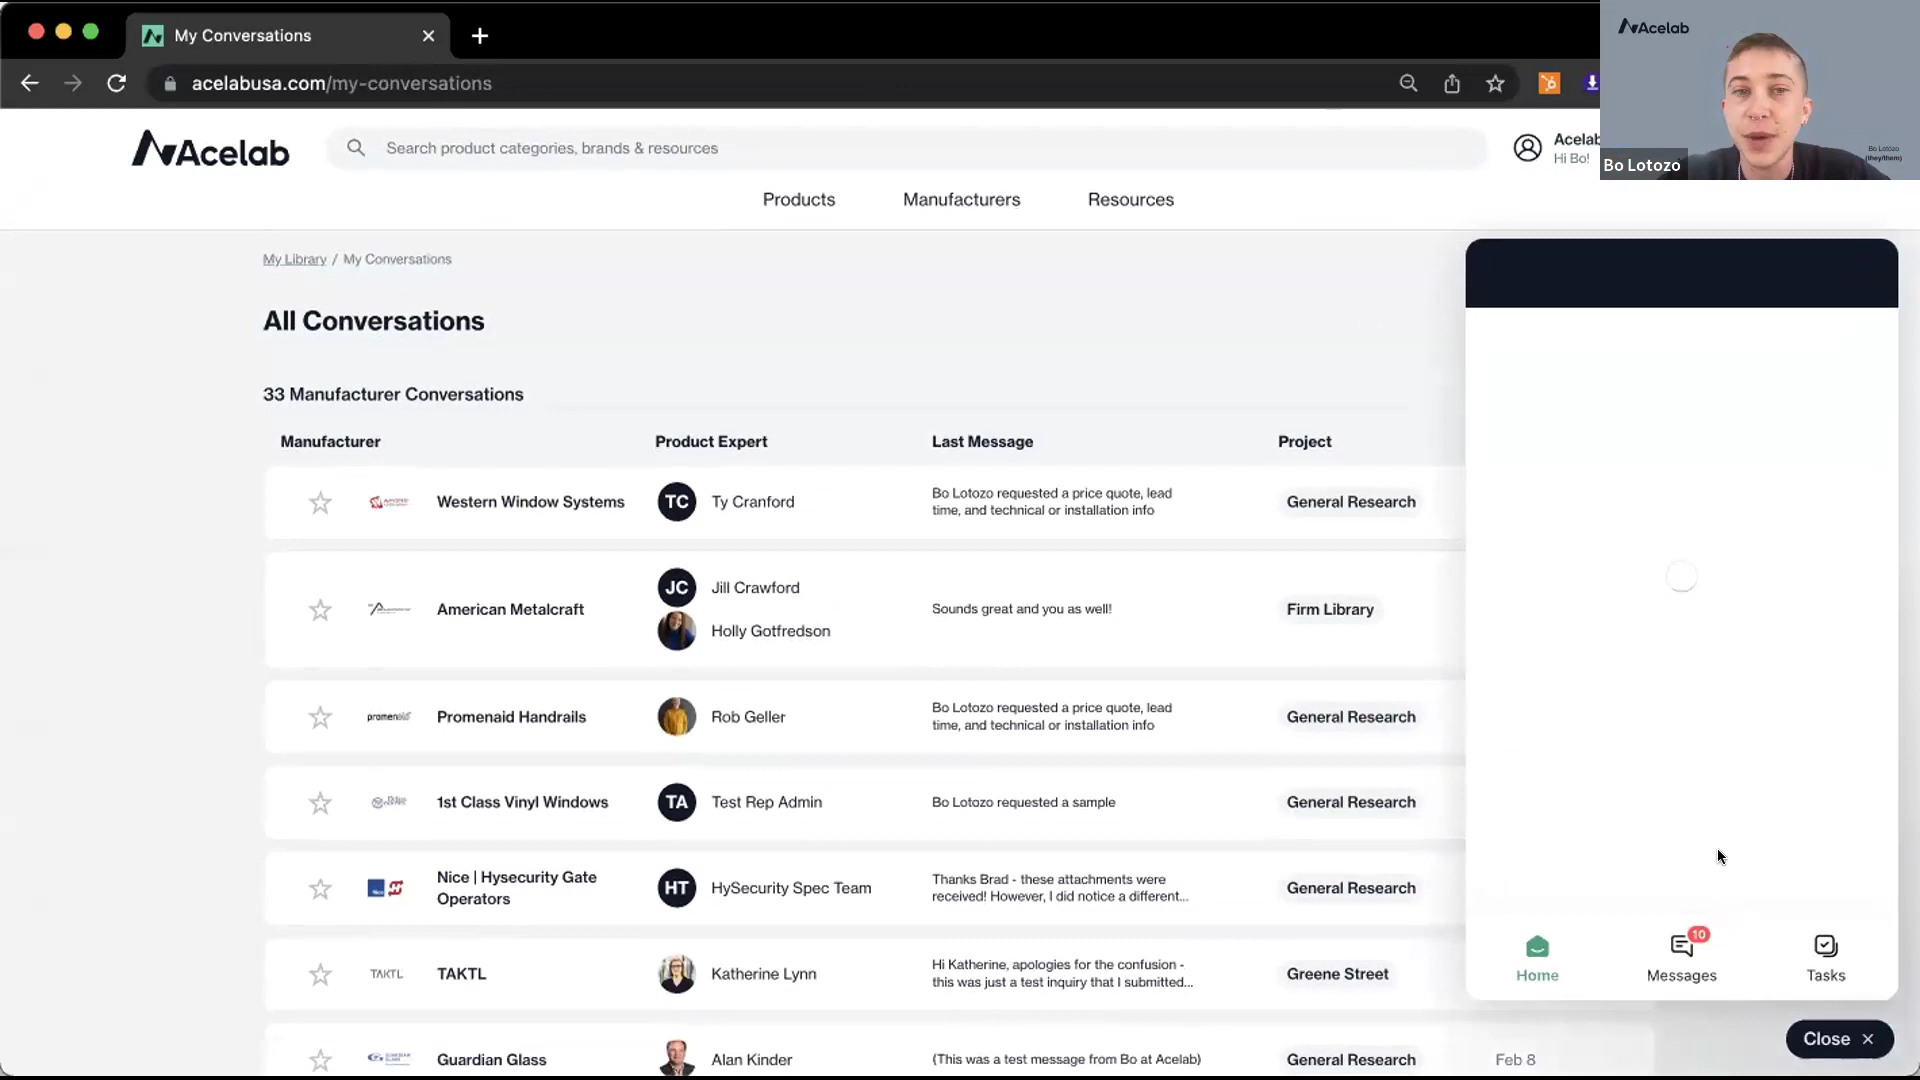 My Conversations
acelabusa.com/my-conversations
Acelab
Bo Lotozo
(they/them)
Bo Lotozo
Acelab
Search product categories, brands & resources
Acelab
Hi Bo!
Products
Manufacturers
Resources
My Library / My Conversations
All Conversations
33 Manufacturer Conversations
Manufacturer
Product Expert
Last Message
Project
Western Window Systems
TC
Ty Cranford
Bo Lotozo requested a price quote, lead
time, and technical or installation info
General Research
American Metalcraft
JC
Jill Crawford
Holly Gotfredson
Sounds great and you as well!
Firm Library
promenaid
Promenaid Handrails
Rob Geller
Bo Lotozo requested a price quote, lead
time, and technical or installation info
General Research
1st Class Vinyl Windows
TA
Test Rep Admin
Bo Lotozo requested a sample
General Research
Nice | Hysecurity Gate
Operators
HT
HySecurity Spec Team
Thanks Brad - these attachments were
received! However, I did notice a different...
General Research
TAKTL
TAKTL
Katherine Lynn
Hi Katherine, apologies for the confusion -
this was just a test inquiry that I submitted...
Greene Street
Guardian Glass
Alan Kinder
(This was a test message from Bo at Acelab)
General Research
Feb 8
10
Home
Messages
Tasks
Close